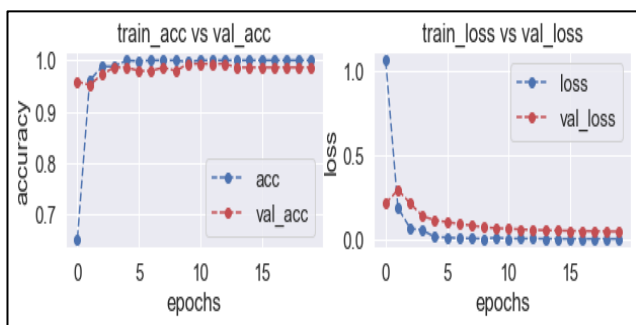 train_acc vs val_acc
1.0
0.9
0.8
0.7
accuracy
acc
val_acc
0 5 10 15
epochs
train_loss vs val_loss
1.0
0.5
0.0
loss
loss
val_loss
0 5 10 15
epochs